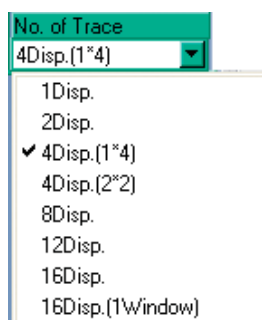 No. of Trace
4Disp.(1*4)
1Disp.
2Disp.
✔ 4Disp.(1*4)
4Disp.(2*2)
8Disp.
12Disp.
16Disp.
16Disp.(1Window)